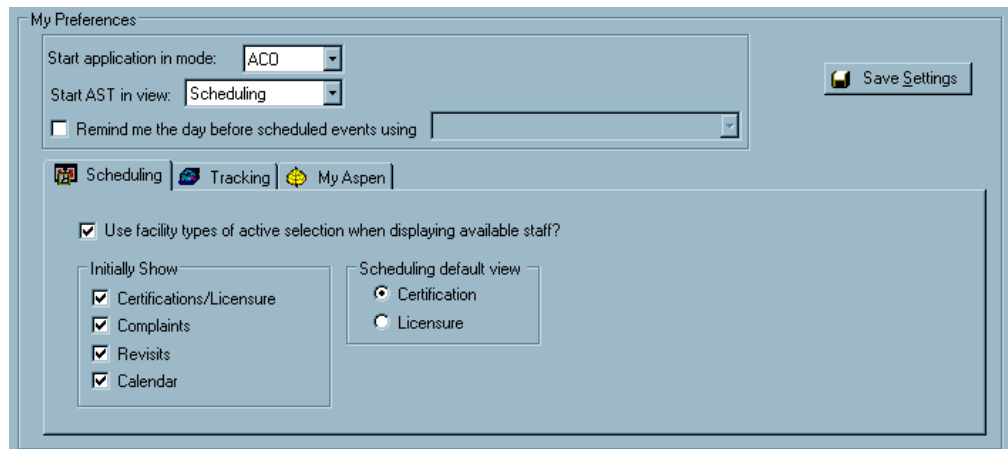 My Preferences
Start application in mode: ACO
Save Settings
Start AST in view: Scheduling
Remind me the day before scheduled events using
Scheduling Tracking My Aspen
Use facility types of active selection when displaying available staff?
Initially Show
Scheduling default view
Certifications/Licensure
Certification
Complaints
Licensure
Revisits
Calendar